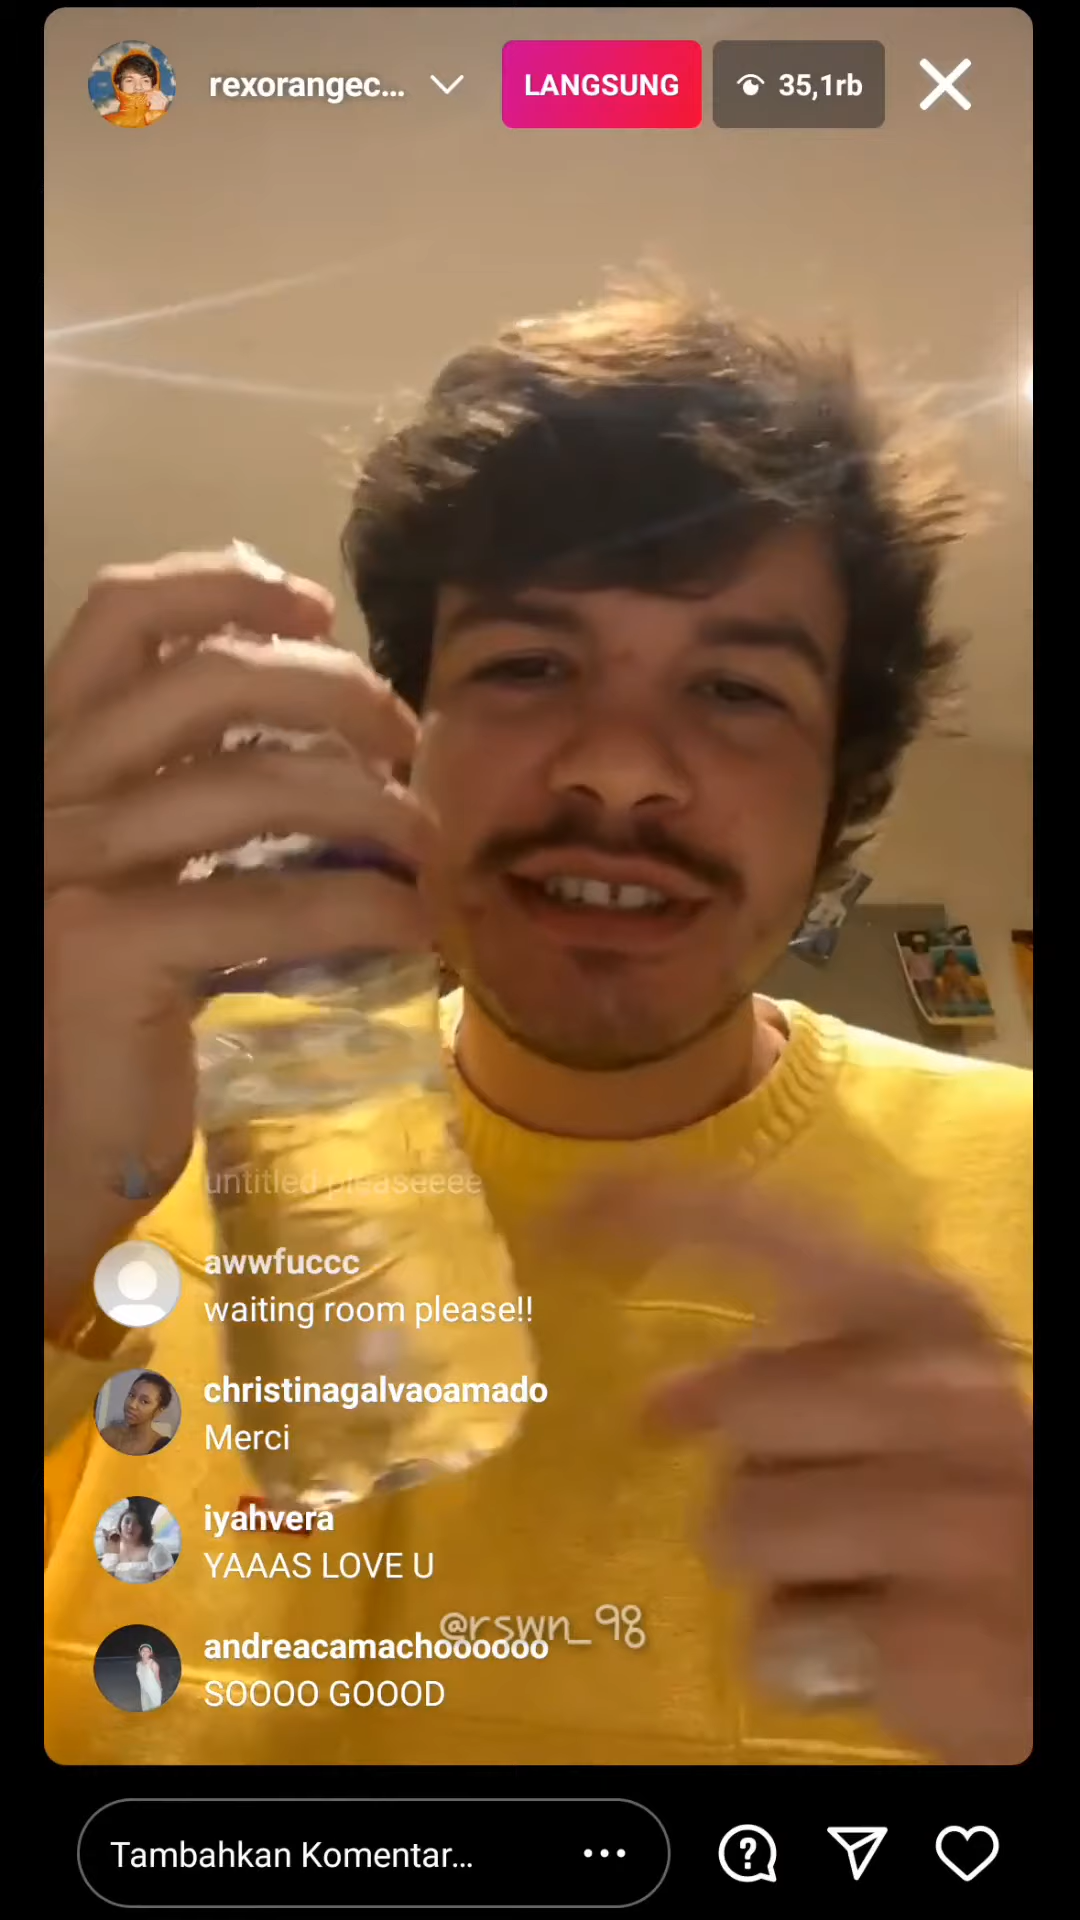 rexorangec...
LANGSUNG
35,1rb
untitled pleaseeee
awwfuccc
waiting room please!!
christinagalvaoamado
Merci
iyahvera
YAAAS LOVE U
@rswn_98
andreacamachoooooo
SOOOO GOOOD
Tambahkan Komentar...